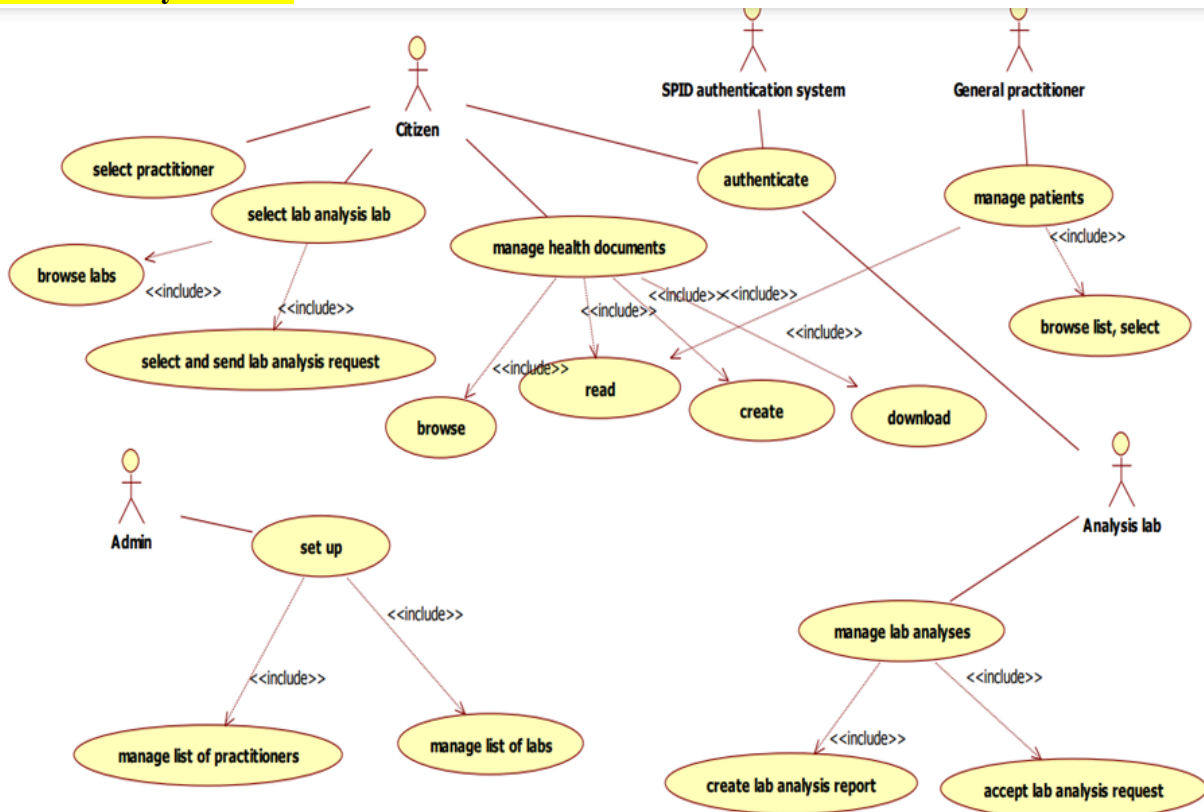 SPID authentication system
General practitioner
Citizen
select practitioner
authenticate
manage patients
select lab analysis lab
manage health documents
<<include>>
browse labs
<<include>>
<<include>>
<<include>>
<<include>>
<<include>>
<<include>>
browse list, select
select and send lab analysis request
<<include>>
read
create
download
browse
Admin
Analysis lab
set up
<<include>>
manage lab analyses
<<include>>
<<include>>
<<include>>
manage list of practitioners
manage list of labs
create lab analysis report
accept lab analysis request